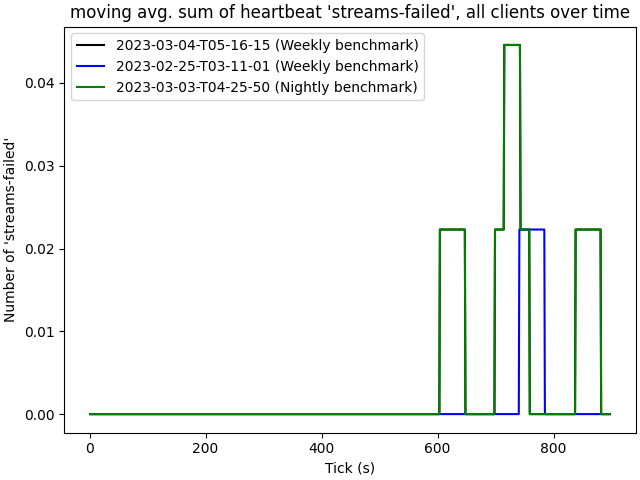 moving avg. sum of heartbeat 'streams-failed', all clients over time
2023-03-04-T05-16-15 (Weekly benchmark)
2023-02-25-T03-11-01 (Weekly benchmark)
2023-03-03-T04-25-50 (Nightly benchmark)
Number of 'streams-failed'
0.04
0.03
0.02
0.01
0.00
0 200 400 600 800
Tick (s)